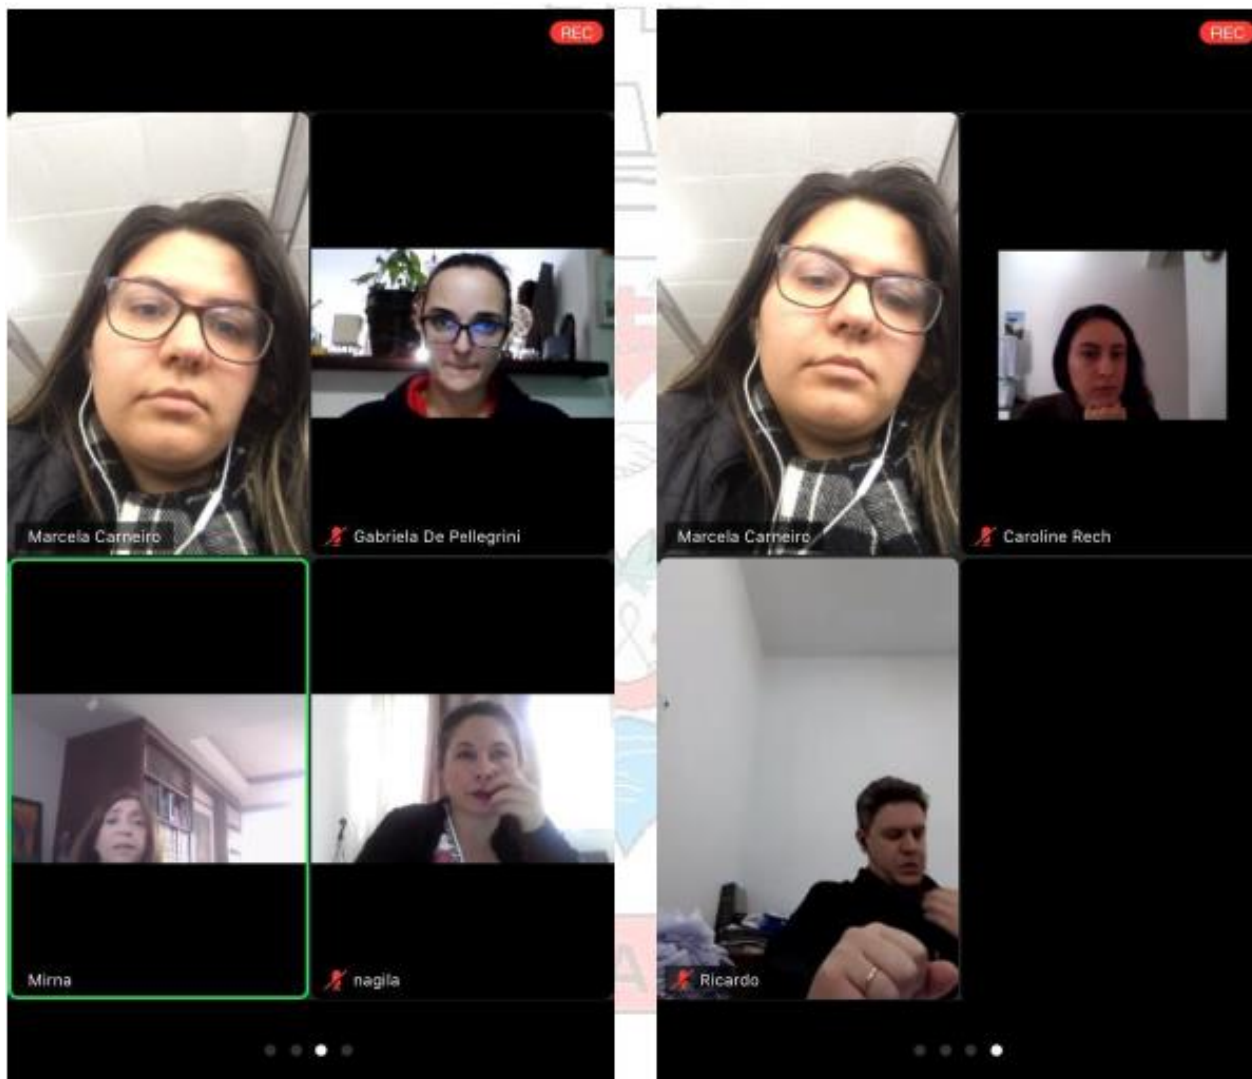 REC
Marcela Carneiro
Gabriela De Pellegrini
Mirna
nagila
REC
Marcela Carneiro
Caroline Rech
Ricardo
A